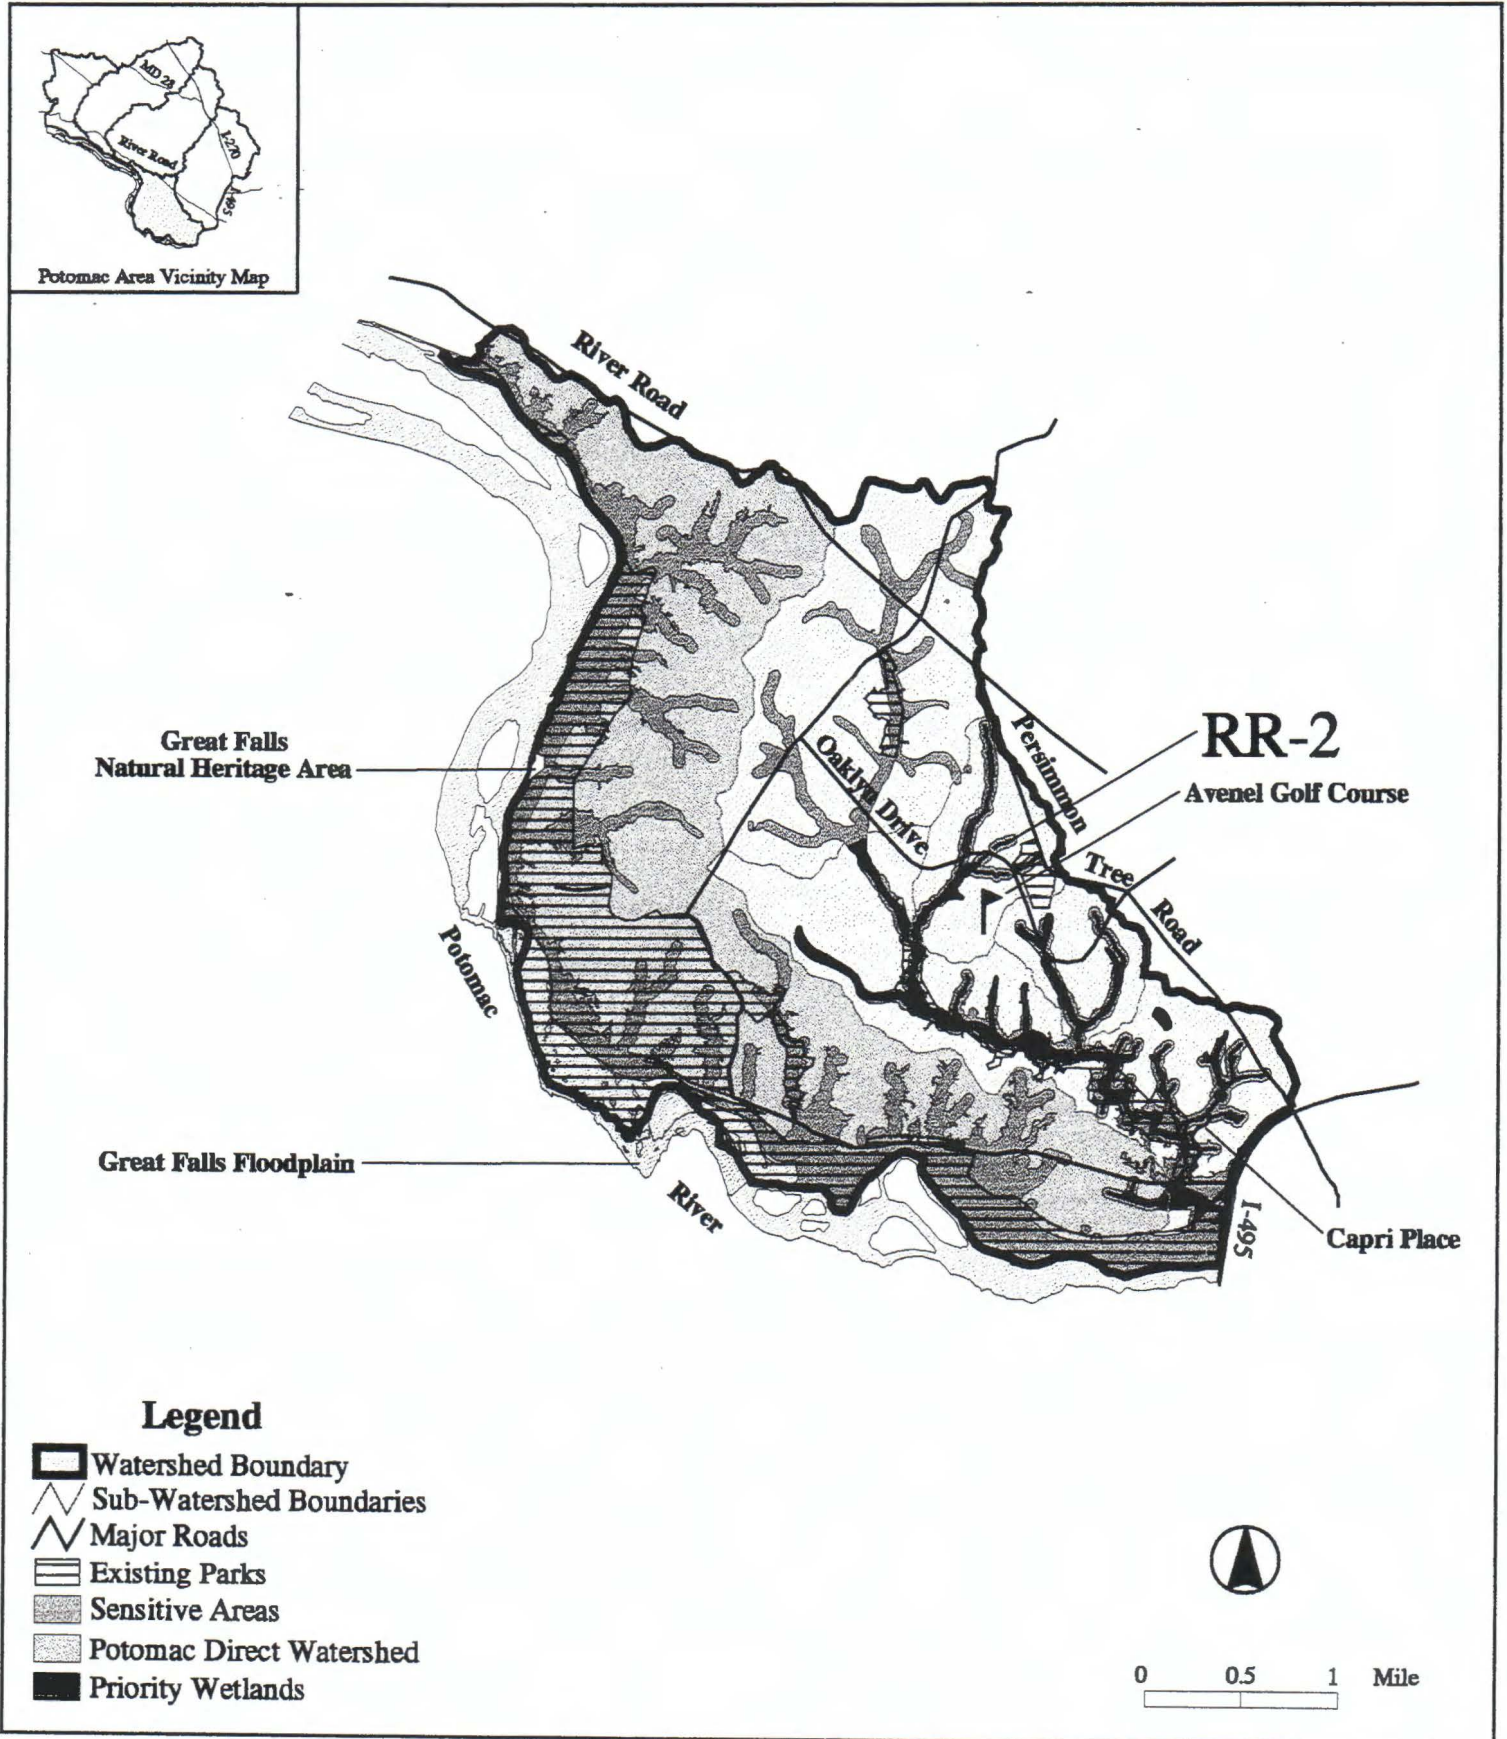 MD 28
River Road
I-270
I-495
Potomac Area Vicinity Map
River Road
Great Falls
Natural Heritage Area
Oaklyn Drive
Persimmon
Tree
Road
RR-2
Avenel Golf Course
Potomac
River
Great Falls Floodplain
I-495
Capri Place
Legend
Watershed Boundary
Sub-Watershed Boundaries
Major Roads
Existing Parks
Sensitive Areas
Potomac Direct Watershed
Priority Wetlands
0 0.5 1 Mile